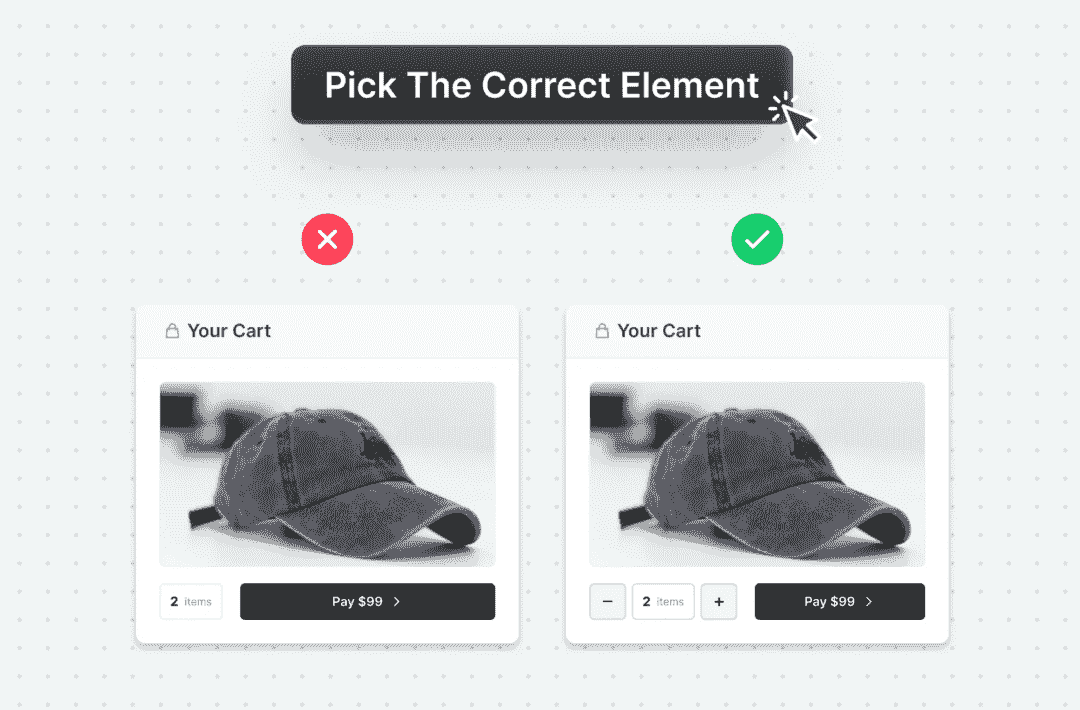 Pick The Correct Element
Your Cart
2 items
Pay $99
Your Cart
− 2 items +
Pay $99